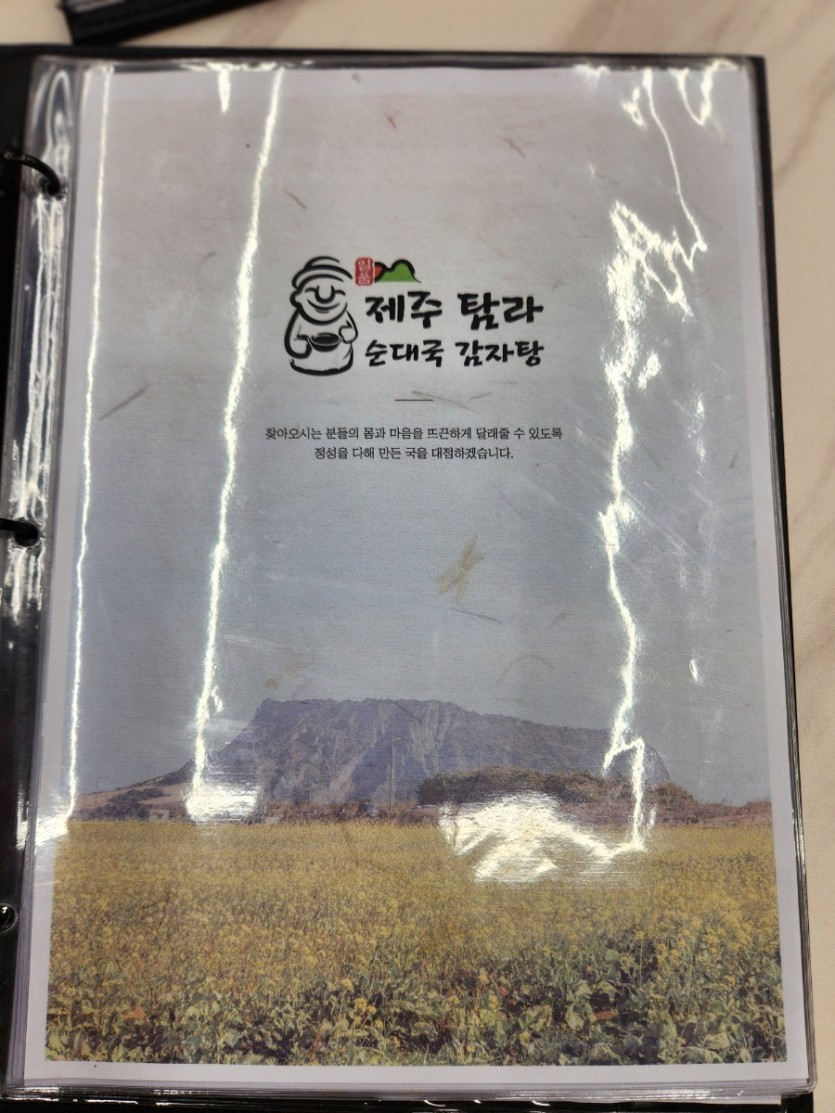 일품
제주 탐라
순대국 감자탕
찾아오시는 분들의 몸과 마음을 뜨끈하게 달래줄 수 있도록
정성을 다해 만든 국을 대접하겠습니다.